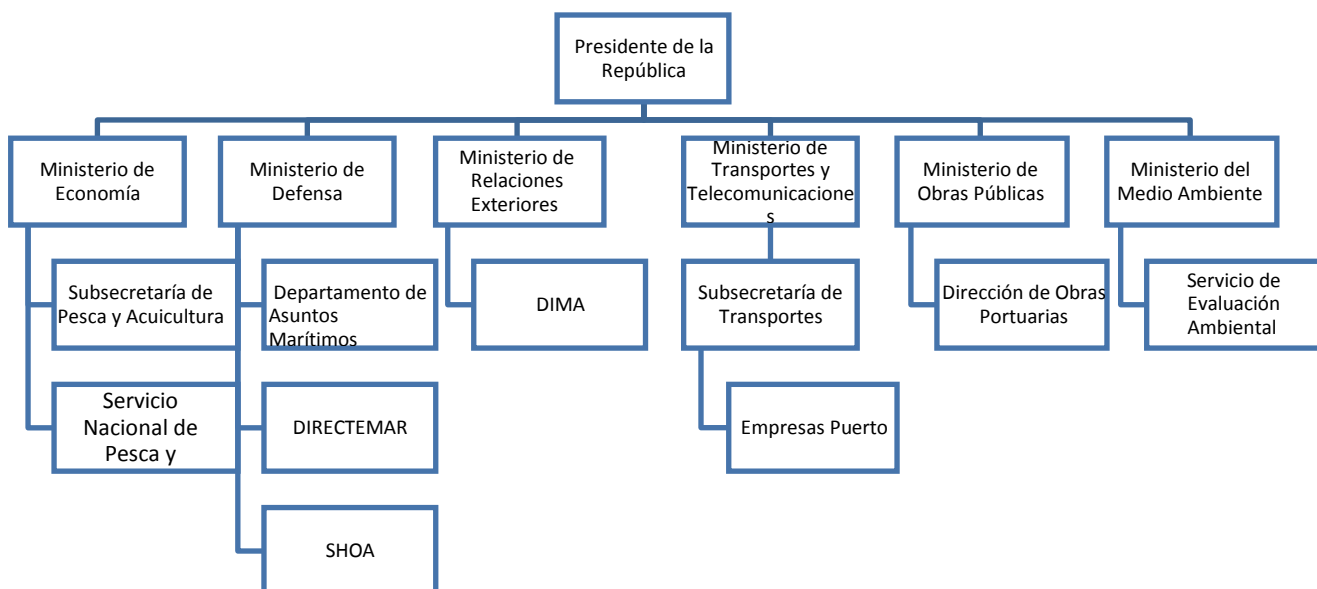 Presidente de la
República
Ministerio de
Economía
Ministerio de
Defensa
Ministerio de
Relaciones
Exteriores
Ministerio de
Transportes y
Telecomunicacione
s
Ministerio de
Obras Públicas
Ministerio del
Medio Ambiente
Subsecretaría de
Pesca y Acuicultura
Departamento de
Asuntos
Marítimos
DIMA
Subsecretaría de
Transportes
Dirección de Obras
Portuarias
Servicio de
Evaluación
Ambiental
Servicio
Nacional de
Pesca y
DIRECTEMAR
Empresas Puerto
SHOA